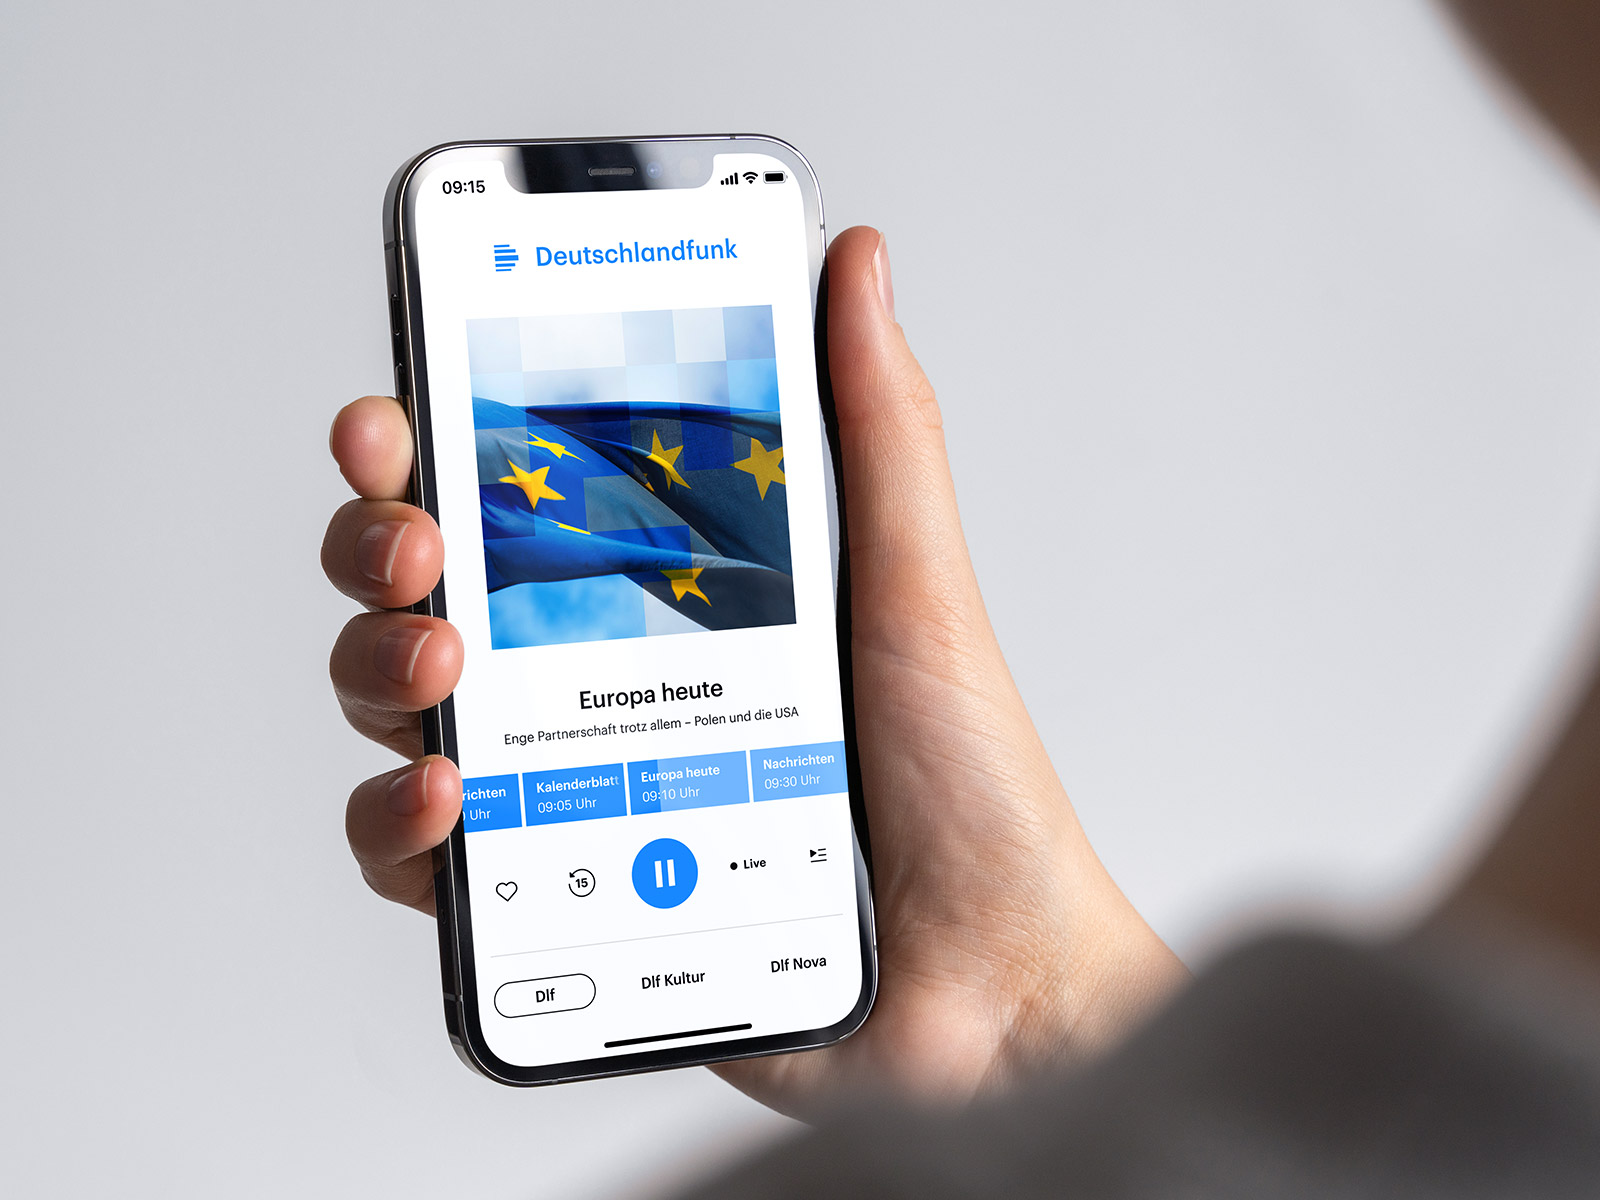 09:15
Deutschlandfunk
Europa heute
Enge Partnerschaft trotz allem – Polen und die USA
richten
Uhr
Kalenderblatt
09:05 Uhr
Europa heute
09:10 Uhr
Nachrichten
09:30 Uhr
15
Live
Dlf
Dlf Kultur
Dlf Nova